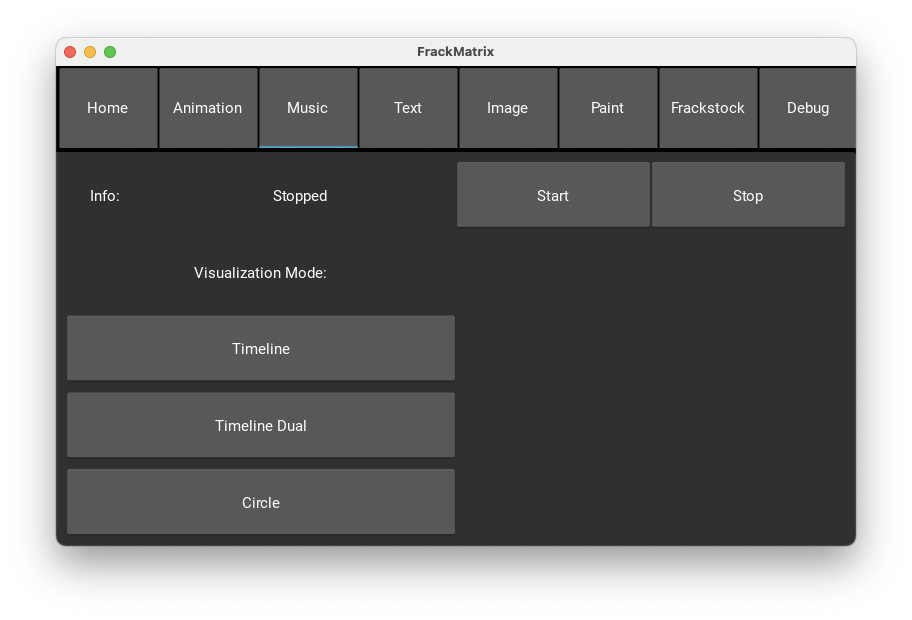 FrackMatrix
Home Animation Music Text Image Paint Frackstock Debug
Info: Stopped Start Stop
Visualization Mode:
Timeline
Timeline Dual
Circle